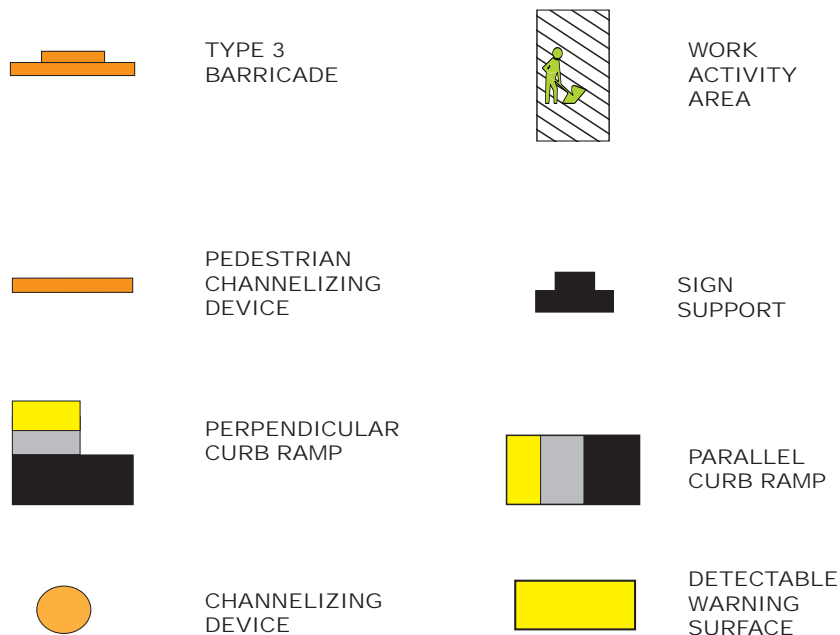 TYPE 3
BARRICADE
WORK
ACTIVITY
AREA
PEDESTRIAN
CHANNELIZING
DEVICE
SIGN
SUPPORT
PERPENDICULAR
CURB RAMP
PARALLEL
CURB RAMP
CHANNELIZING
DEVICE
DETECTABLE
WARNING
SURFACE